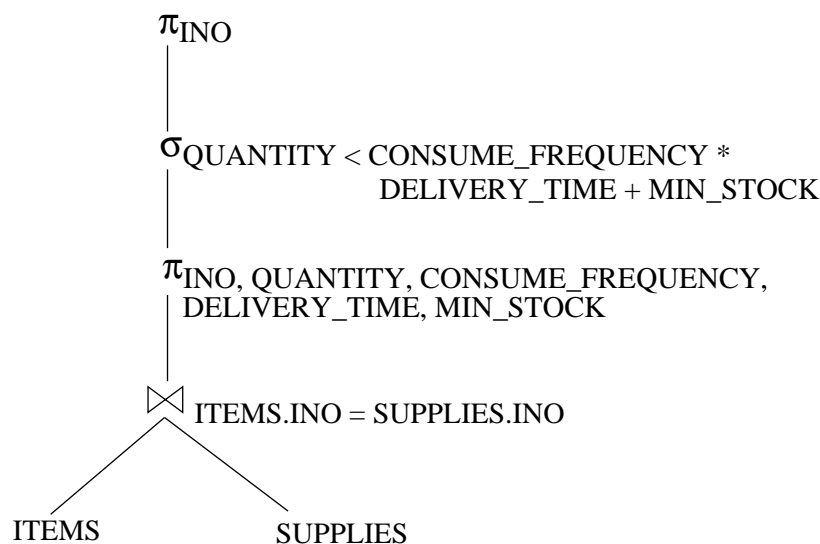 πINO
σQUANTITY < CONSUME_FREQUENCY *
DELIVERY_TIME + MIN_STOCK
πINO, QUANTITY, CONSUME_FREQUENCY,
DELIVERY_TIME, MIN_STOCK
⋈ ITEMS.INO = SUPPLIES.INO
ITEMS SUPPLIES